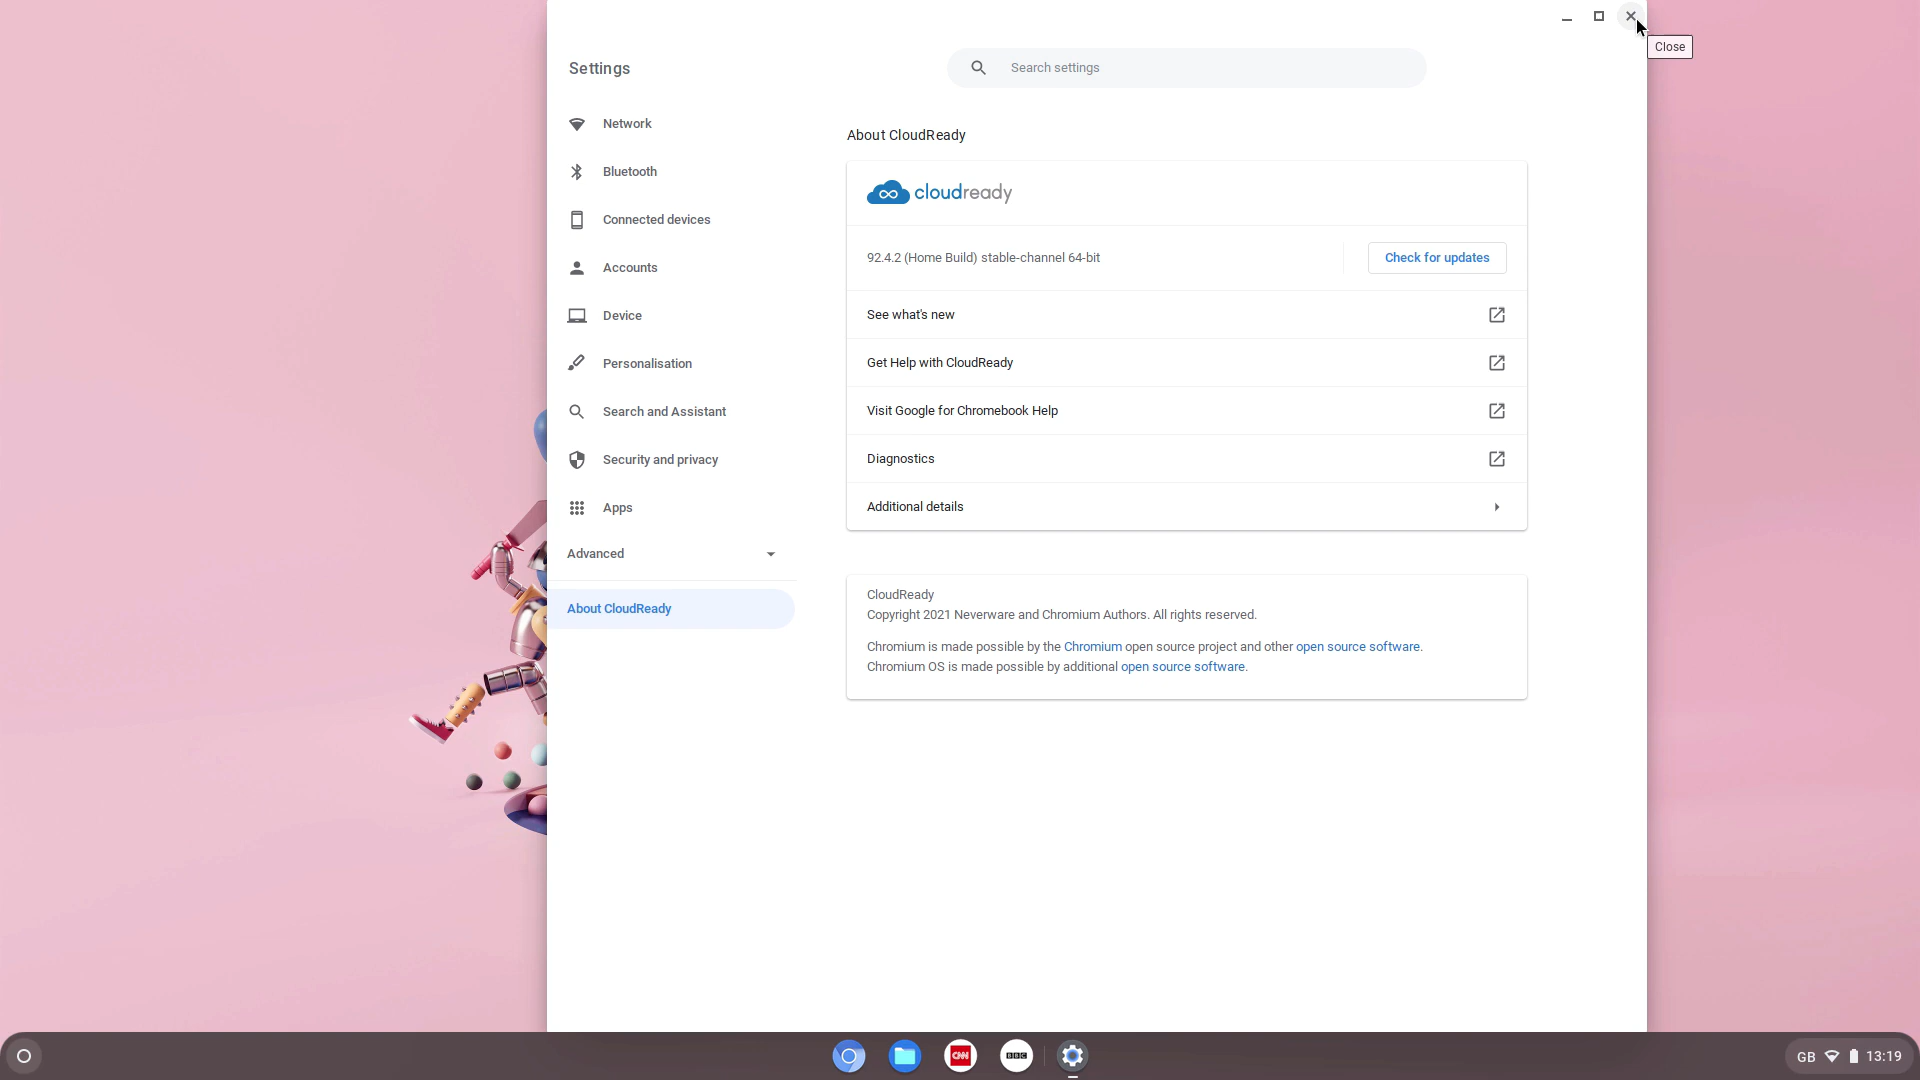 Close
Settings
Search settings
Network
Bluetooth
Connected devices
Accounts
Device
Personalisation
Search and Assistant
Security and privacy
Apps
Advanced
About CloudReady
About CloudReady
cloudready
92.4.2 (Home Build) stable-channel 64-bit
Check for updates
See what's new
Get Help with CloudReady
Visit Google for Chromebook Help
Diagnostics
Additional details
CloudReady
Copyright 2021 Neverware and Chromium Authors. All rights reserved.
Chromium is made possible by the Chromium open source project and other open source software.
Chromium OS is made possible by additional open source software.
CNN
BBC
GB 13:19